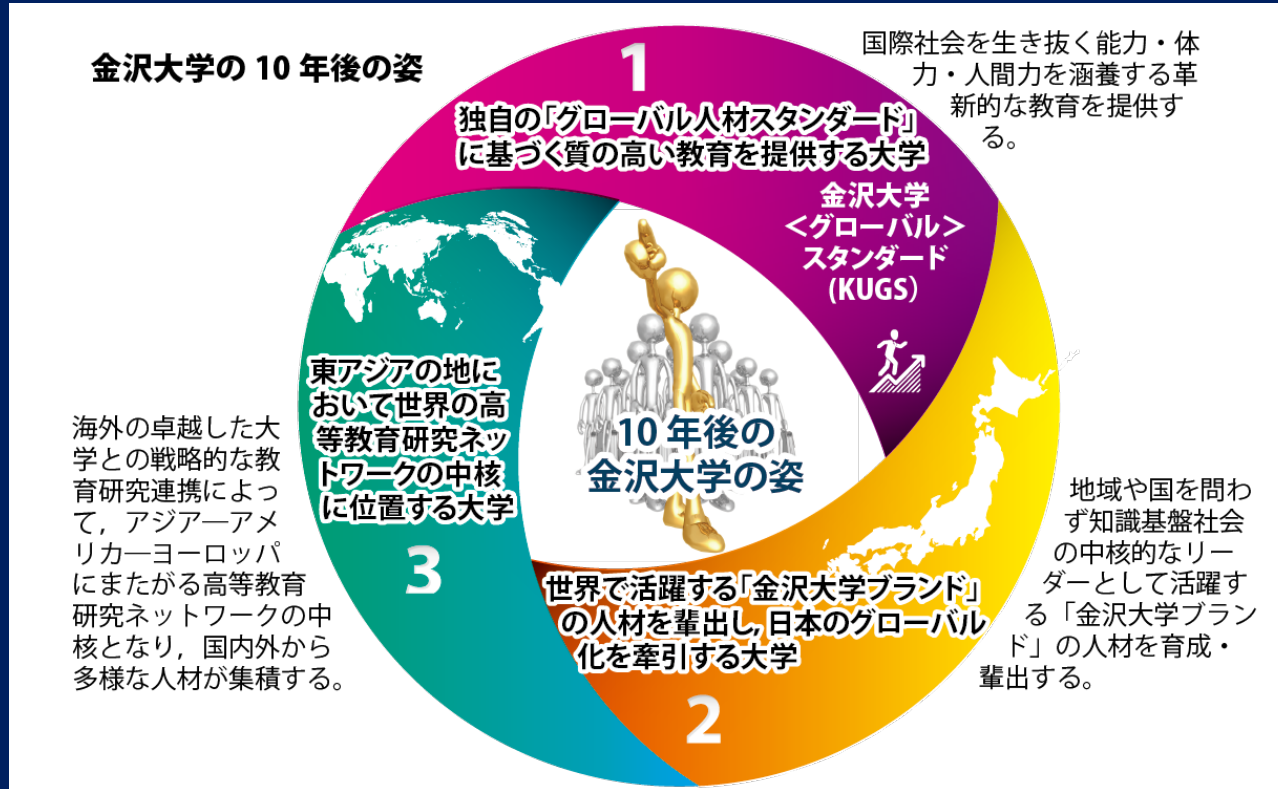 金沢大学の 10 年後の姿
1
独自の「グローバル人材スタンダード」
に基づく質の高い教育を提供する大学
金沢大学
＜グローバル＞
スタンダード
(KUGS)
国際社会を生き抜く能力・体
力・人間力を涵養する革
新的な教育を提供す
る。
10 年後の
金沢大学の姿
世界で活躍する「金沢大学ブランド」
の人材を輩出し, 日本のグローバル
化を牽引する大学
2
地域や国を問わ
ず知識基盤社会
の中核的なリー
ダーとして活躍す
る「金沢大学ブラン
ド」の人材を育成・
輩出する。
東アジアの地に
おいて世界の高
等教育研究ネッ
トワークの中核
に位置する大学
3
海外の卓越した大
学との戦略的な教
育研究連携によっ
て，アジア―アメ
リカ―ヨーロッパ
にまたがる高等教育
研究ネットワークの中
核となり，国内外から
多様な人材が集積する。